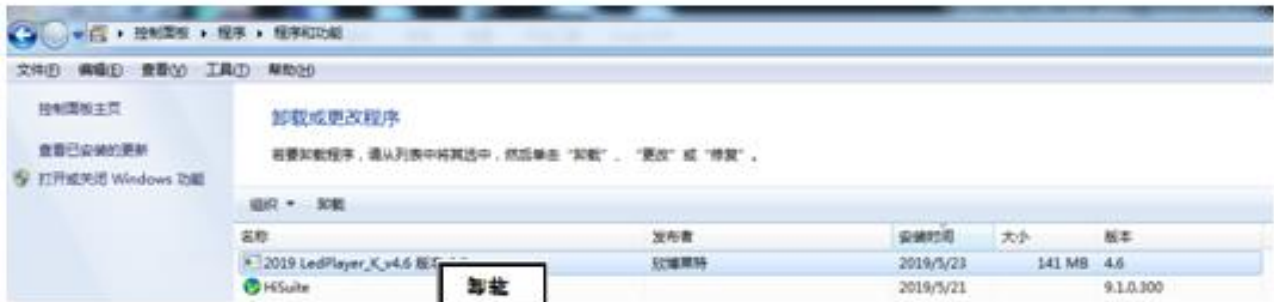 控制面板 ▸ 程序 ▸ 程序和功能
文件(F) 编辑(E) 查看(V) 工具(T) 帮助(H)
控制面板主页
查看已安装的更新
打开或关闭 Windows 功能
卸载或更改程序
若要卸载程序，请从列表中将其选中，然后单击“卸载”、“更改”或“修复”。
组织 ▾ 卸载
名称 发布者 安装时间 大小 版本
2019 LedPlayer_K_v4.6 版本 2019/5/23 141 MB 4.6
HiSuite 2019/5/21 9.1.0.300
卸载